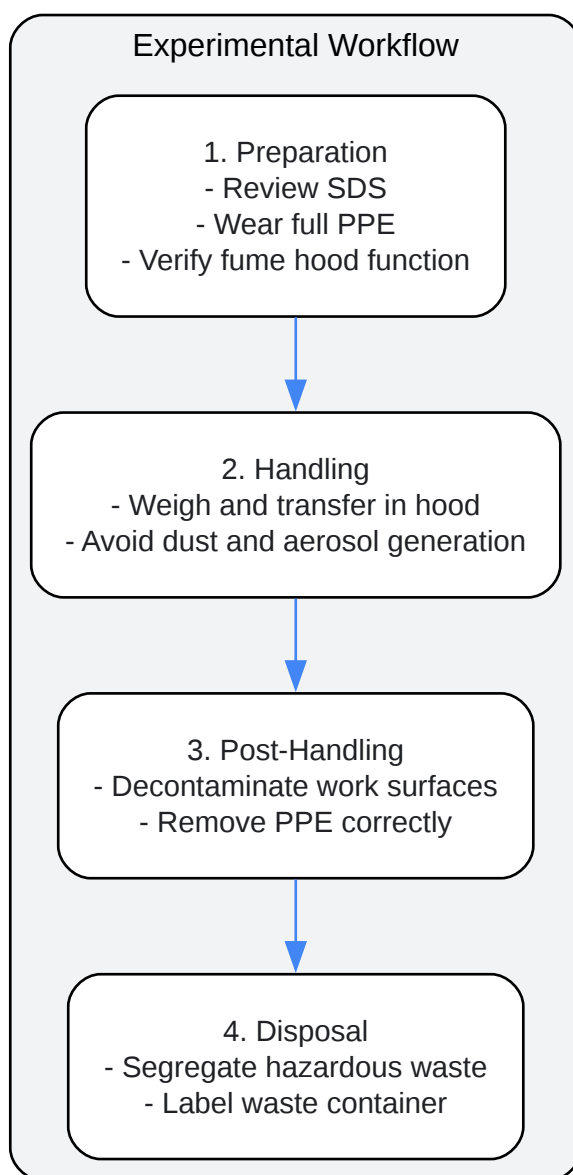 Experimental Workflow
1. Preparation
- Review SDS
- Wear full PPE
- Verify fume hood function
2. Handling
- Weigh and transfer in hood
- Avoid dust and aerosol generation
3. Post-Handling
- Decontaminate work surfaces
- Remove PPE correctly
4. Disposal
- Segregate hazardous waste
- Label waste container